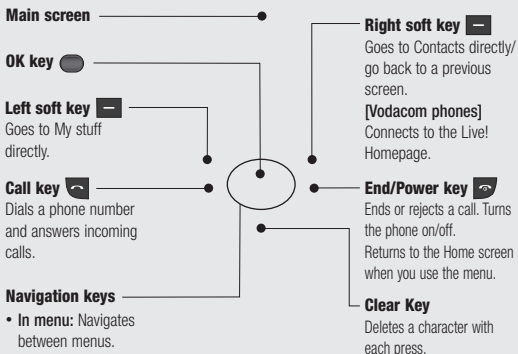 Main screen
OK key
Left soft key
Goes to My stuff
directly.
Call key
Dials a phone number
and answers incoming
calls.
Navigation keys
• In menu: Navigates
between menus.
Right soft key
Goes to Contacts directly/
go back to a previous
screen.
[Vodacom phones]
Connects to the Live!
Homepage.
End/Power key
Ends or rejects a call. Turns
the phone on/off.
Returns to the Home screen
when you use the menu.
Clear Key
Deletes a character with
each press.